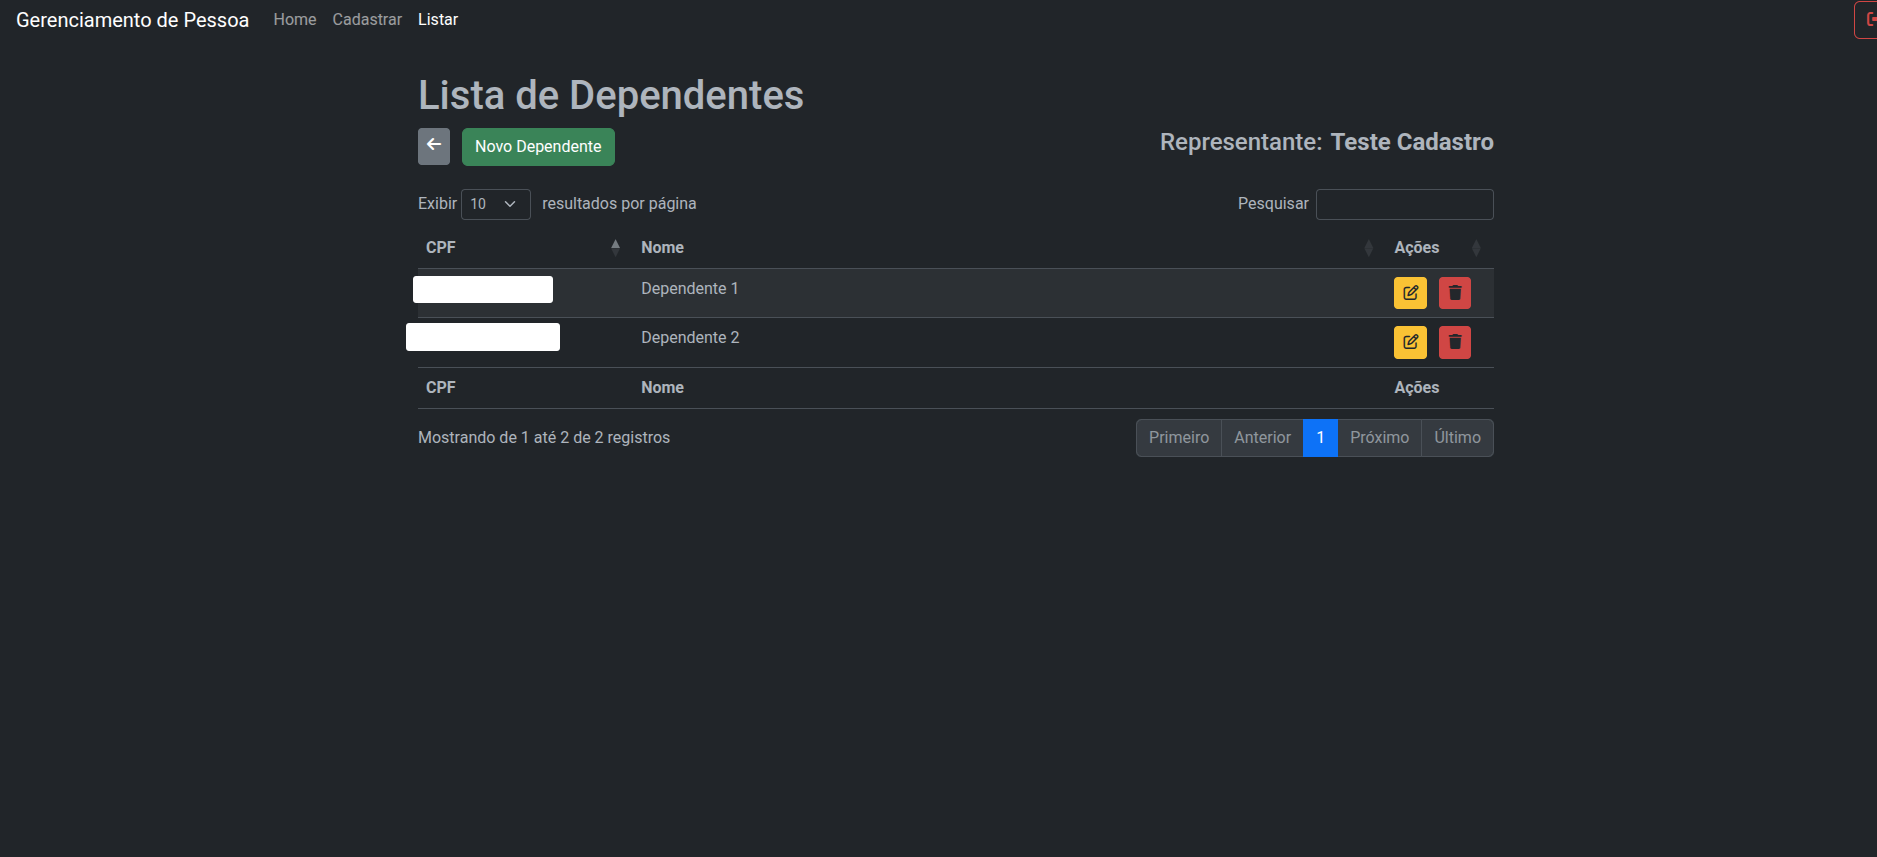 Gerenciamento de Pessoa Home Cadastrar Listar
Lista de Dependentes
Novo Dependente
Representante: Teste Cadastro
Exibir 10 resultados por página
Pesquisar
CPF Nome Ações
Dependente 1
Dependente 2
CPF Nome Ações
Mostrando de 1 até 2 de 2 registros
Primeiro Anterior 1 Próximo Último